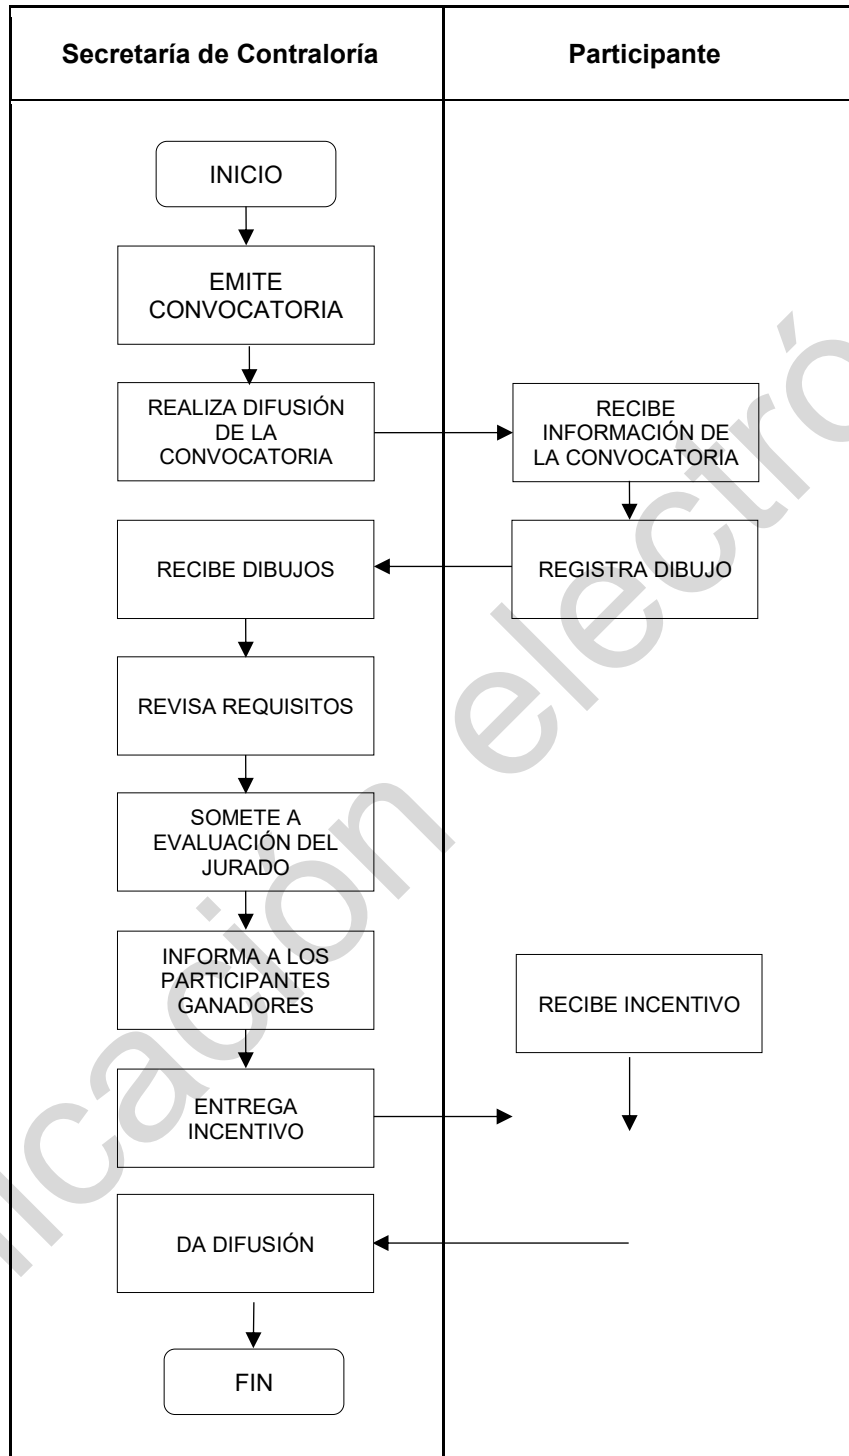 Secretaría de Contraloría
Participante
INICIO
EMITE
CONVOCATORIA
REALIZA DIFUSIÓN
DE LA
CONVOCATORIA
RECIBE
INFORMACIÓN DE
LA CONVOCATORIA
RECIBE DIBUJOS
REGISTRA DIBUJO
REVISA REQUISITOS
SOMETE A
EVALUACIÓN DEL
JURADO
INFORMA A LOS
PARTICIPANTES
GANADORES
RECIBE INCENTIVO
ENTREGA
INCENTIVO
DA DIFUSIÓN
FIN